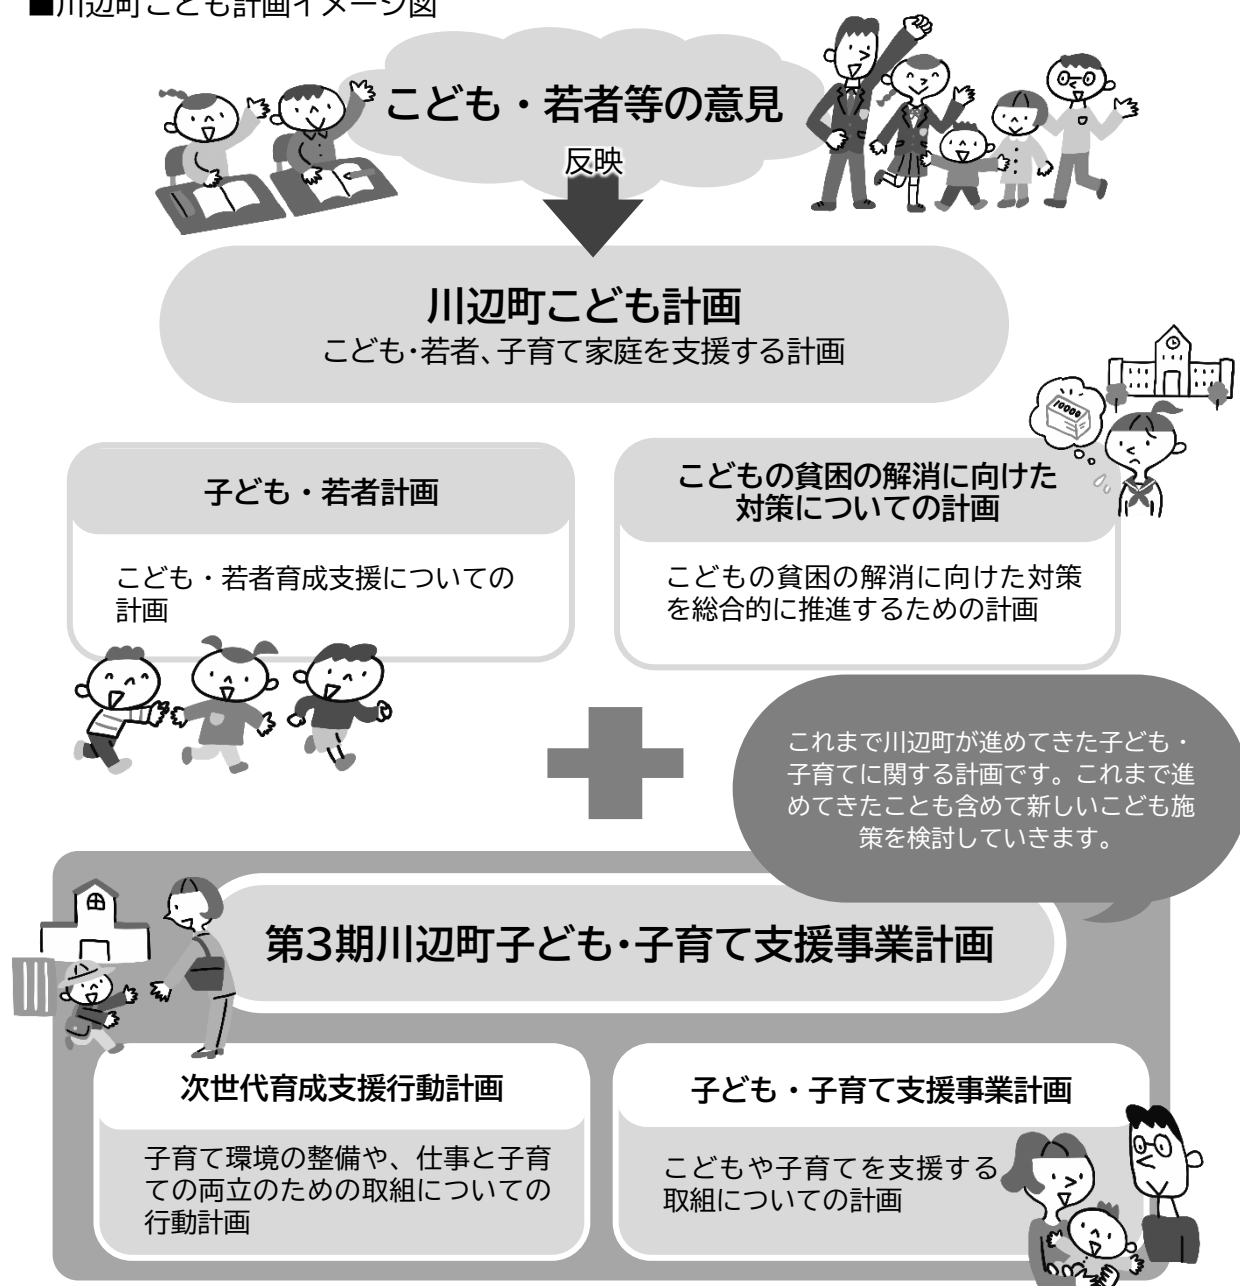 ■川辺町こども計画イメージ図
こども・若者等の意見
反映
川辺町こども計画
こども・若者、子育て家庭を支援する計画
10000
子ども・若者計画
こども・若者育成支援についての
計画
こどもの貧困の解消に向けた
対策についての計画
こどもの貧困の解消に向けた対策
を総合的に推進するための計画
これまで川辺町が進めてきた子ども・
子育てに関する計画です。これまで進
めてきたことも含めて新しいこども施
策を検討していきます。
第3期川辺町子ども・子育て支援事業計画
次世代育成支援行動計画
子育て環境の整備や、仕事と子育
ての両立のための取組についての
行動計画
子ども・子育て支援事業計画
こどもや子育てを支援する
取組についての計画